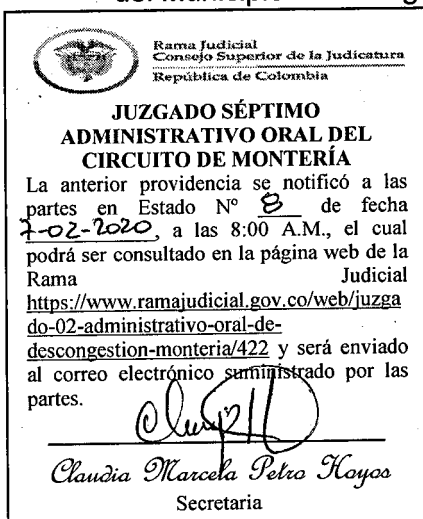 Rama Judicial
Consejo Superior de la Judicatura
República de Colombia
JUZGADO SÉPTIMO
ADMINISTRATIVO ORAL DEL
CIRCUITO DE MONTERÍA
La anterior providencia se notificó a las
partes en Estado Nº 8 de fecha
7-02-2020, a las 8:00 A.M., el cual
podrá ser consultado en la página web de la
Rama Judicial
https://www.ramajudicial.gov.co/web/juzga
do-02-administrativo-oral-de-
descongestion-monteria/422 y será enviado
al correo electrónico suministrado por las
partes.
Claudia Marcela Petro Hoyos
Secretaria